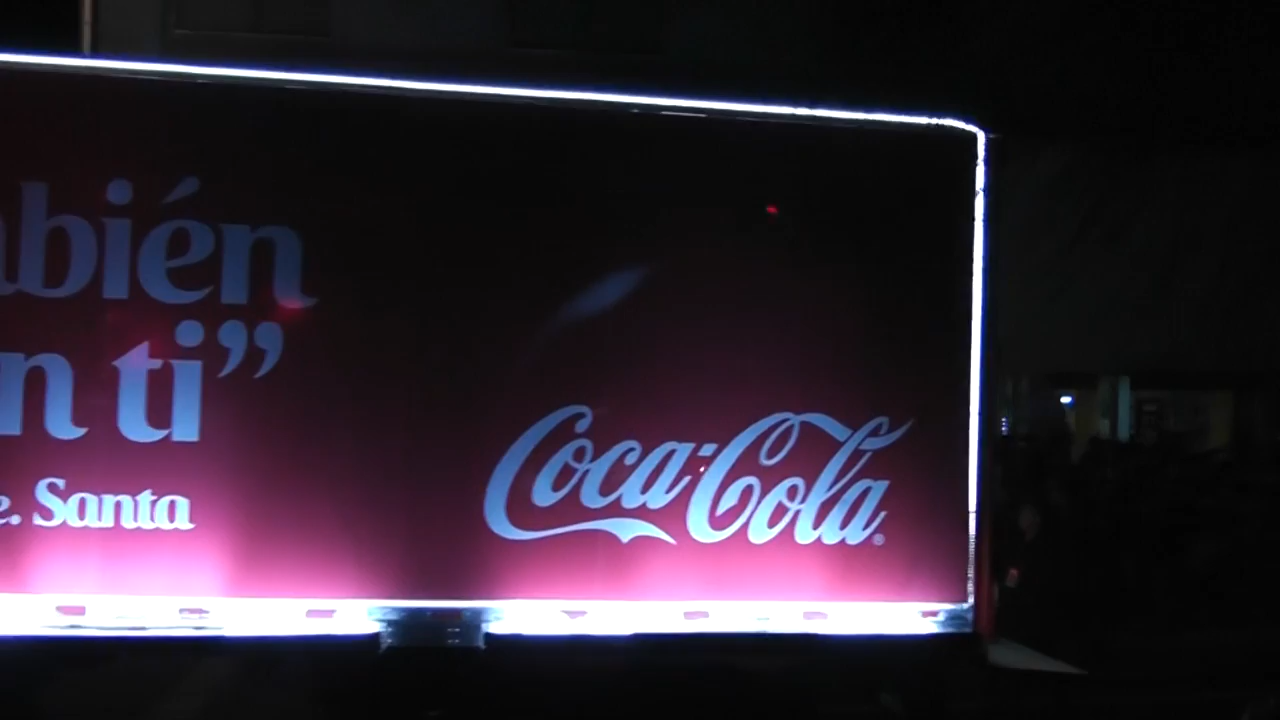 bién
n ti”
e. Santa
Coca-Cola®